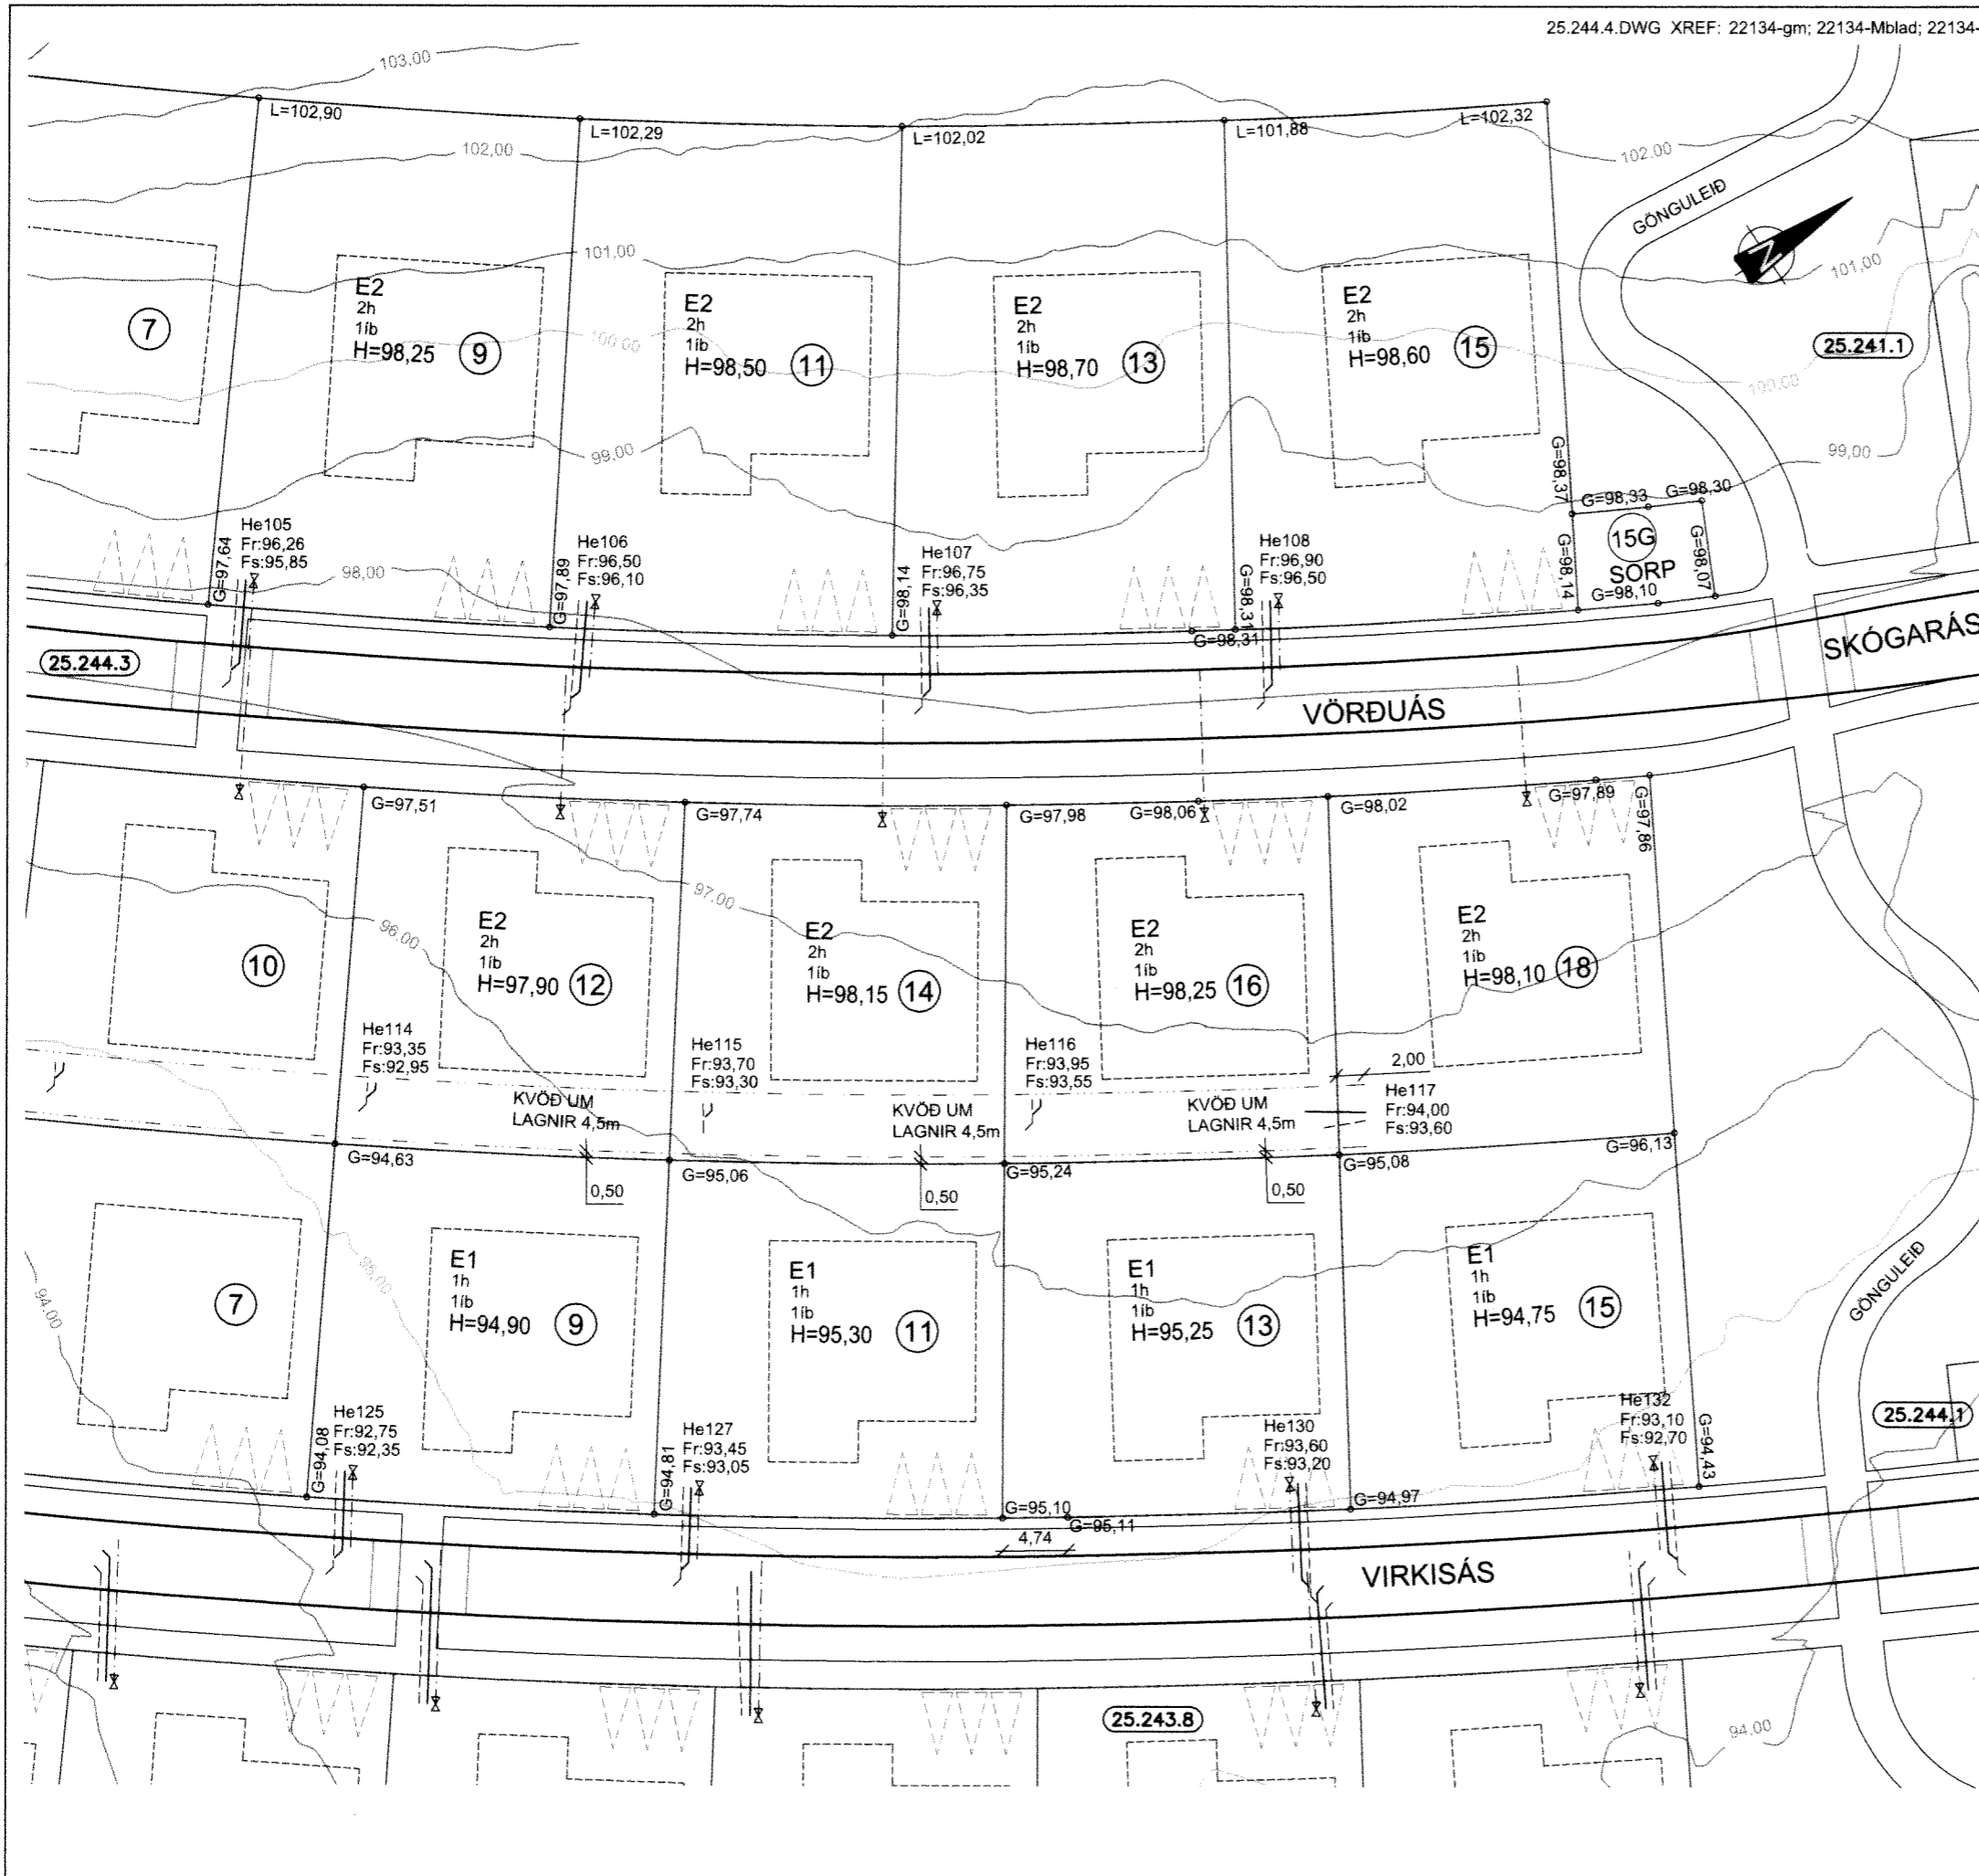 25.244.4.DWG XREF: 22134-gm; 22134-Mblad; 22134-
103,00
L=102,90
L=102,29
L=102,02
L=101,88
L=102,32
102,00
102,00
GÖNGULEIÐ
N
101,00
101,00
7
E2
2h
1íb
H=98,25
9
100,00
E2
2h
1íb
H=98,50
11
E2
2h
1íb
H=98,70
13
E2
2h
1íb
H=98,60
15
25.241.1
100,00
99,00
99,00
G=98,37
G=98,33
G=98,30
15G
SORP
G=98,14
G=98,10
G=98,07
G=97,64
He105
Fr:96,26
Fs:95,85
98,00
G=97,89
He106
Fr:96,50
Fs:96,10
G=98,14
He107
Fr:96,75
Fs:96,35
G=98,31
He108
Fr:96,90
Fs:96,50
G=98,31
25.244.3
SKÓGARÁS
VÖRÐUÁS
G=97,51
G=97,74
G=97,98
G=98,06
G=98,02
G=97,89
G=97,86
97,00
96,00
10
E2
2h
1íb
H=97,90
12
E2
2h
1íb
H=98,15
14
E2
2h
1íb
H=98,25
16
E2
2h
1íb
H=98,10
18
He114
Fr:93,35
Fs:92,95
He115
Fr:93,70
Fs:93,30
He116
Fr:93,95
Fs:93,55
2,00
He117
Fr:94,00
Fs:93,60
KVÖÐ UM
LAGNIR 4,5m
KVÖÐ UM
LAGNIR 4,5m
KVÖÐ UM
LAGNIR 4,5m
G=94,63
G=95,06
G=95,24
G=95,08
G=96,13
0,50
0,50
0,50
95,00
94,00
7
E1
1h
1íb
H=94,90
9
E1
1h
1íb
H=95,30
11
E1
1h
1íb
H=95,25
13
E1
1h
1íb
H=94,75
15
GÖNGULEIÐ
25.244.1
G=94,08
He125
Fr:92,75
Fs:92,35
G=94,81
He127
Fr:93,45
Fs:93,05
He130
Fr:93,60
Fs:93,20
He132
Fr:93,10
Fs:92,70
G=94,43
G=95,10
G=95,11
G=94,97
4,74
VIRKISÁS
25.243.8
94,00